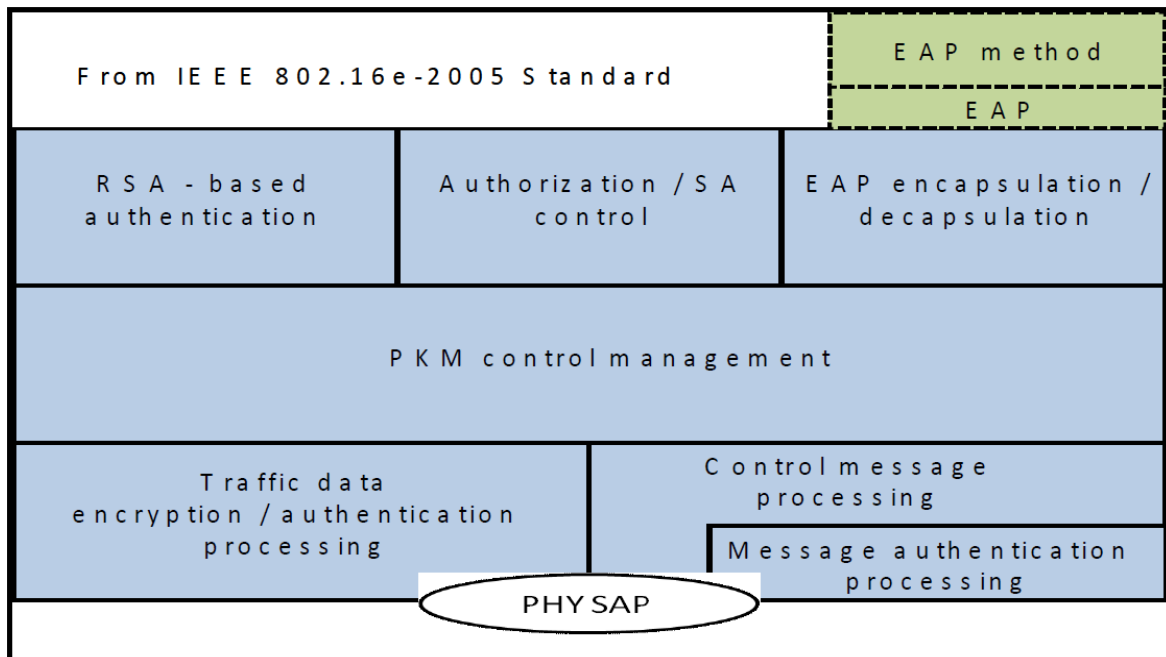 From IEEE 802.16e-2005 Standard
EAP method
EAP
RSA - based
authentication
Authorization / SA
control
EAP encapsulation /
decapsulation
PKM control management
Traffic data
encryption / authentication
processing
Control message
processing
Message authentication
processing
PHY SAP